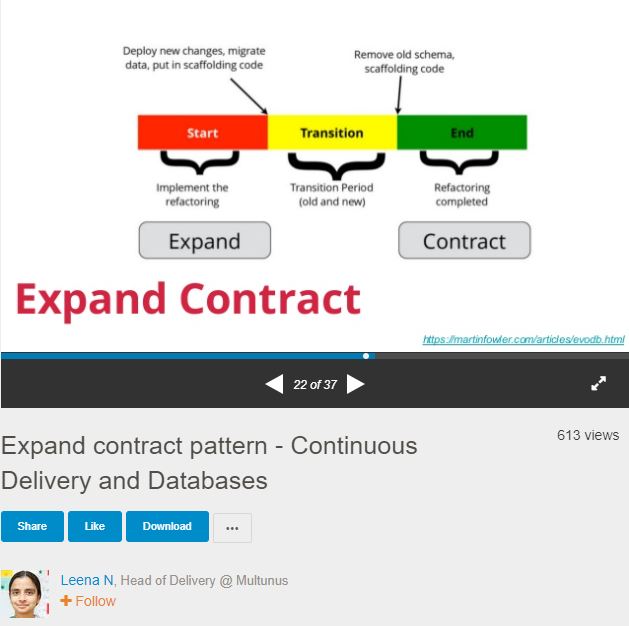 Deploy new changes, migrate
data, put in scaffolding code
Remove old schema,
scaffolding code
Start
Transition
End
Implement the
refactoring
Transition Period
(old and new)
Refactoring
completed
Expand
Contract
Expand Contract
https://martinfowler.com/articles/evodb.html
22 of 37
613 views
Expand contract pattern - Continuous
Delivery and Databases
Share
Like
Download
...
Leena N, Head of Delivery @ Multunus
+ Follow